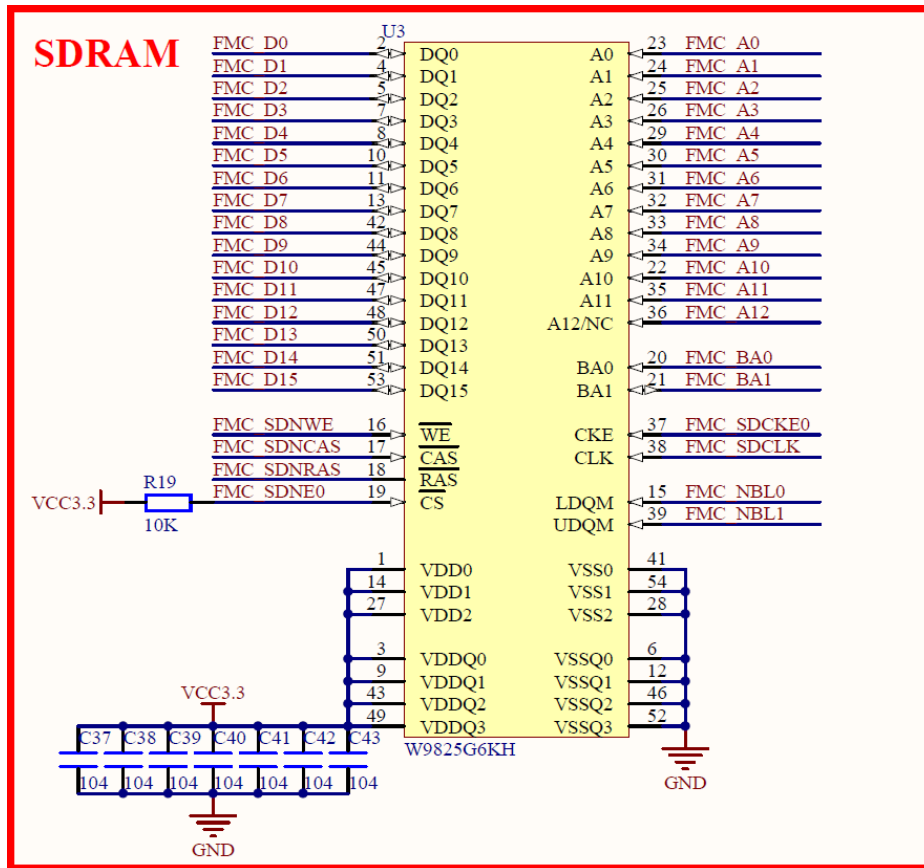 SDRAM
U3
FMC_D0 2 DQ0 A0 23 FMC_A0
FMC_D1 4 DQ1 A1 24 FMC_A1
FMC_D2 5 DQ2 A2 25 FMC_A2
FMC_D3 7 DQ3 A3 26 FMC_A3
FMC_D4 8 DQ4 A4 29 FMC_A4
FMC_D5 10 DQ5 A5 30 FMC_A5
FMC_D6 11 DQ6 A6 31 FMC_A6
FMC_D7 13 DQ7 A7 32 FMC_A7
FMC_D8 42 DQ8 A8 33 FMC_A8
FMC_D9 44 DQ9 A9 34 FMC_A9
FMC_D10 45 DQ10 A10 22 FMC_A10
FMC_D11 47 DQ11 A11 35 FMC_A11
FMC_D12 48 DQ12 A12/NC 36 FMC_A12
FMC_D13 50 DQ13
FMC_D14 51 DQ14 BA0 20 FMC_BA0
FMC_D15 53 DQ15 BA1 21 FMC_BA1
FMC_SDNWE 16 WE CKE 37 FMC_SDCKE0
FMC_SDNCAS 17 CAS CLK 38 FMC_SDCLK
FMC_SDNRAS 18 RAS
VCC3.3 R19 10K FMC_SDNE0 19 CS LDQM 15 FMC_NBL0
UDQM 39 FMC_NBL1
1 VDD0 VSS0 41
14 VDD1 VSS1 54
27 VDD2 VSS2 28
3 VDDQ0 VSSQ0 6
9 VDDQ1 VSSQ1 12
43 VDDQ2 VSSQ2 46
49 VDDQ3 VSSQ3 52
VCC3.3
C37 C38 C39 C40 C41 C42 C43
W9825G6KH
104 104 104 104 104 104 104
GND
GND